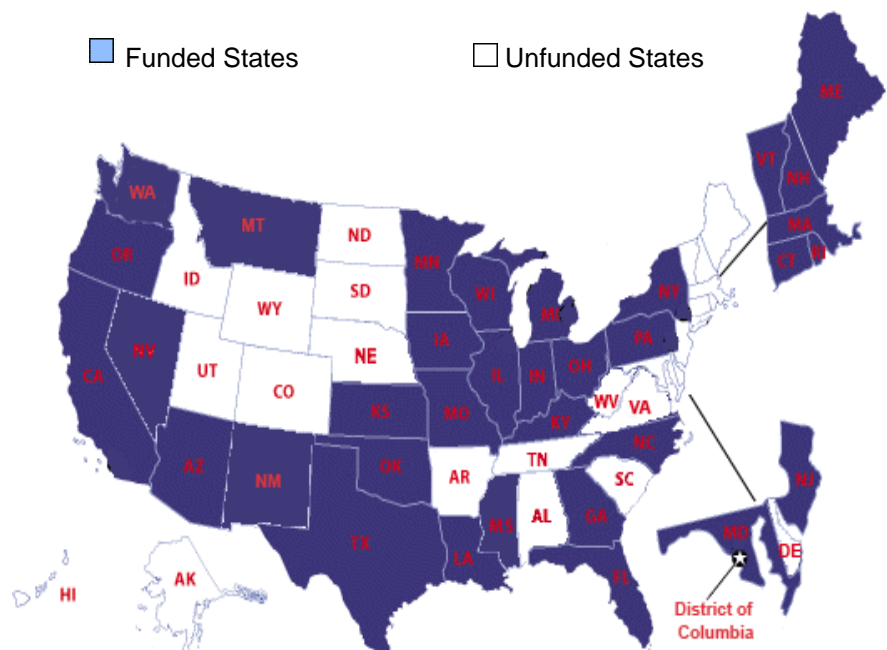 Funded States
Unfunded States
ME
VT
NH
WA
MT
ND
MA
OR
MN
CT
RI
ID
SD
WI
NY
WY
MI
IA
PA
NV
NE
OH
UT
IL
IN
CA
CO
WV
VA
KS
MO
KY
NC
TN
AZ
OK
AR
SC
NM
NJ
MS
AL
GA
TX
MD
LA
DE
AK
FL
HI
District of
Columbia